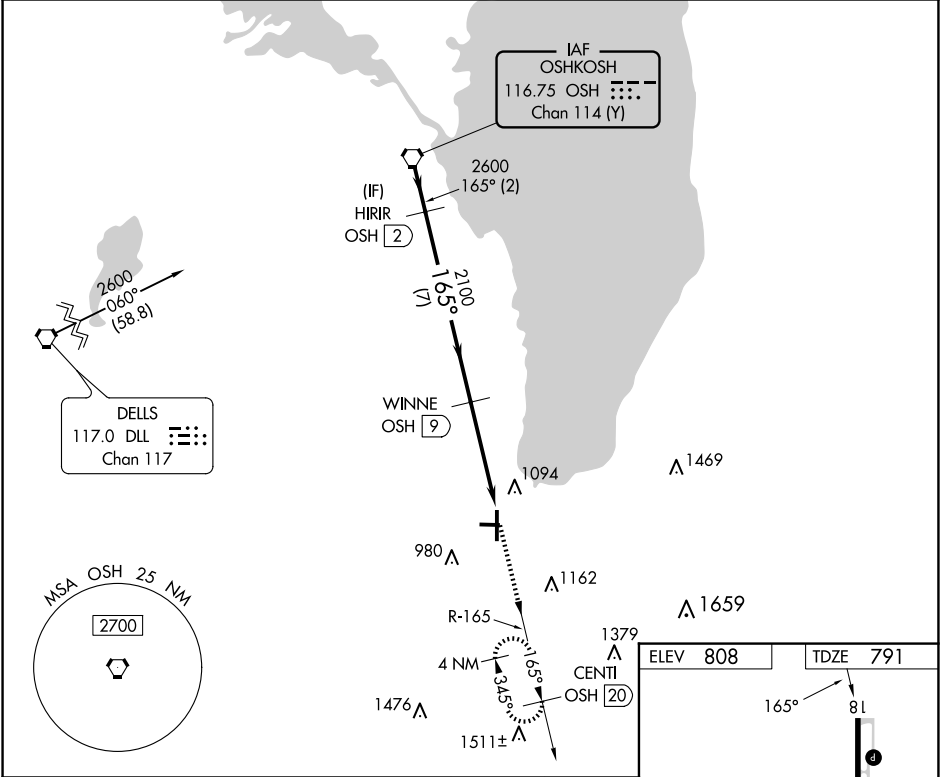 IAF
OSHKOSH
116.75 OSH
Chan 114 (Y)
2600
165° (2)
(IF)
HIRIR
OSH 2
2100
165°
(7)
2600
060°
(58.8)
DELLS
117.0 DLL
Chan 117
WINNE
OSH 9
1094
1469
980
1162
1659
MSA OSH 25 NM
2700
R-165
4 NM
165°
345°
1379
CENTI
OSH 20
1476
1511±
ELEV 808
TDZE 791
165°
18
P